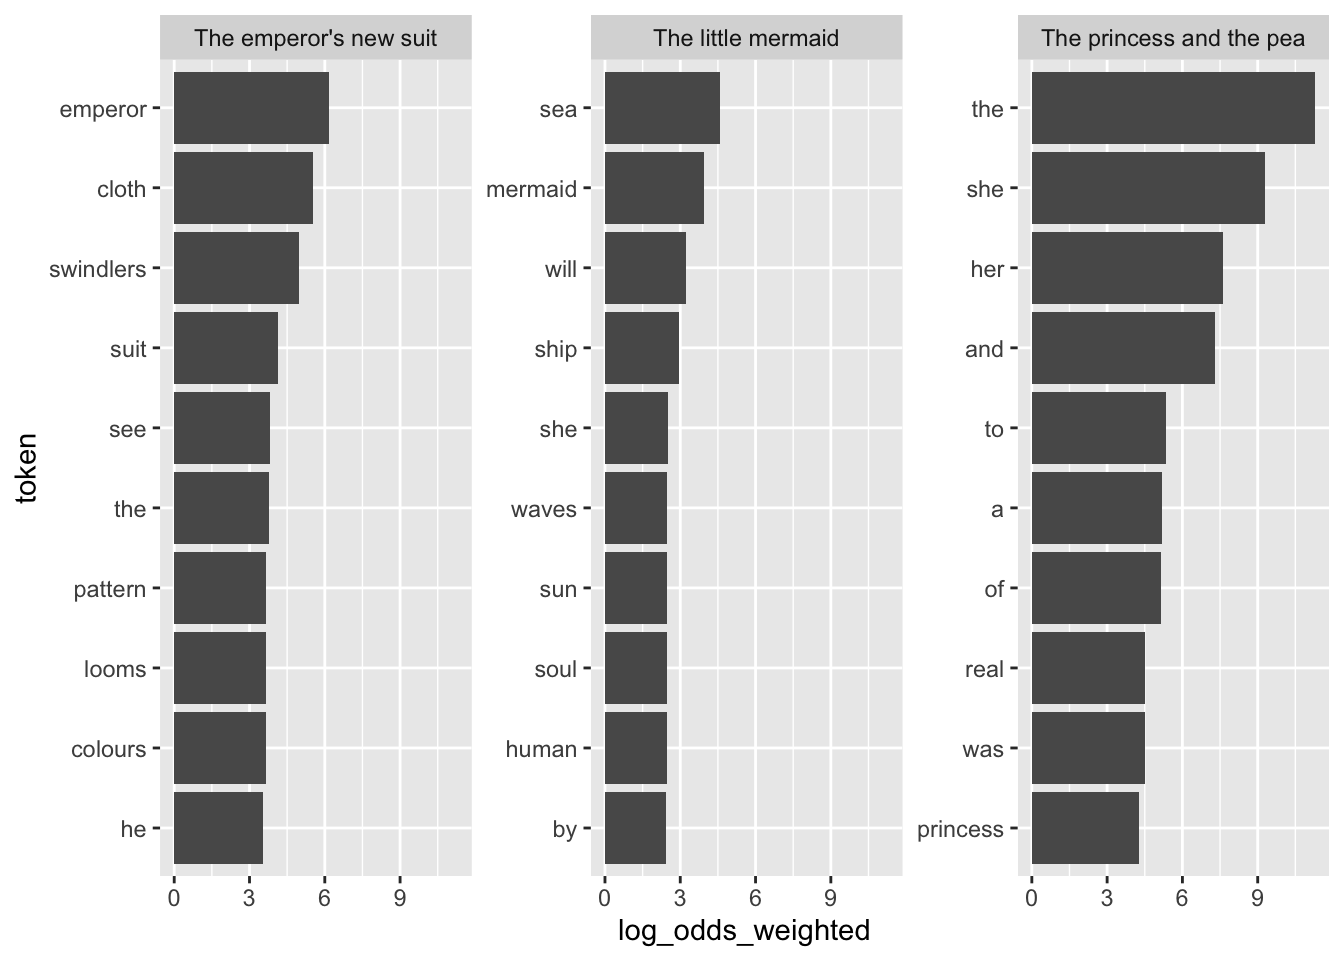 The emperor's new suit
The little mermaid
The princess and the pea
token
emperor
cloth
swindlers
suit
see
the
pattern
looms
colours
he
0 3 6 9
sea
mermaid
will
ship
she
waves
sun
soul
human
by
0 3 6 9
the
she
her
and
to
a
of
real
was
princess
0 3 6 9
log_odds_weighted